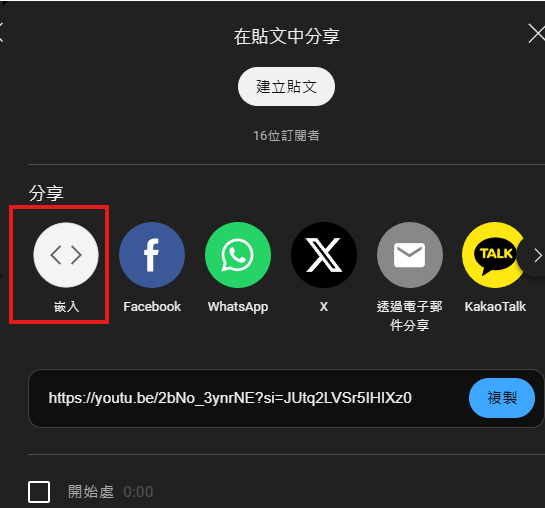 在貼文中分享
建立貼文
16位訂閱者
分享
嵌入
Facebook
WhatsApp
X
透過電子郵
件分享
TALK
KakaoTalk
https://youtu.be/2bNo_3ynrNE?si=JUtq2LVSr5IHIXz0
複製
開始處 0:00